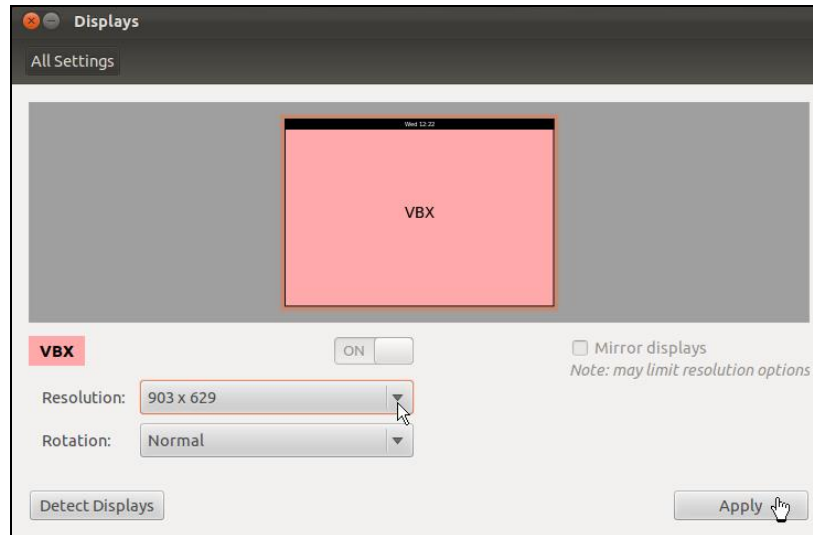 Displays
All Settings
Wed 12:22
VBX
VBX
ON
Mirror displays
Note: may limit resolution options
Resolution: 903 x 629
Rotation: Normal
Detect Displays
Apply